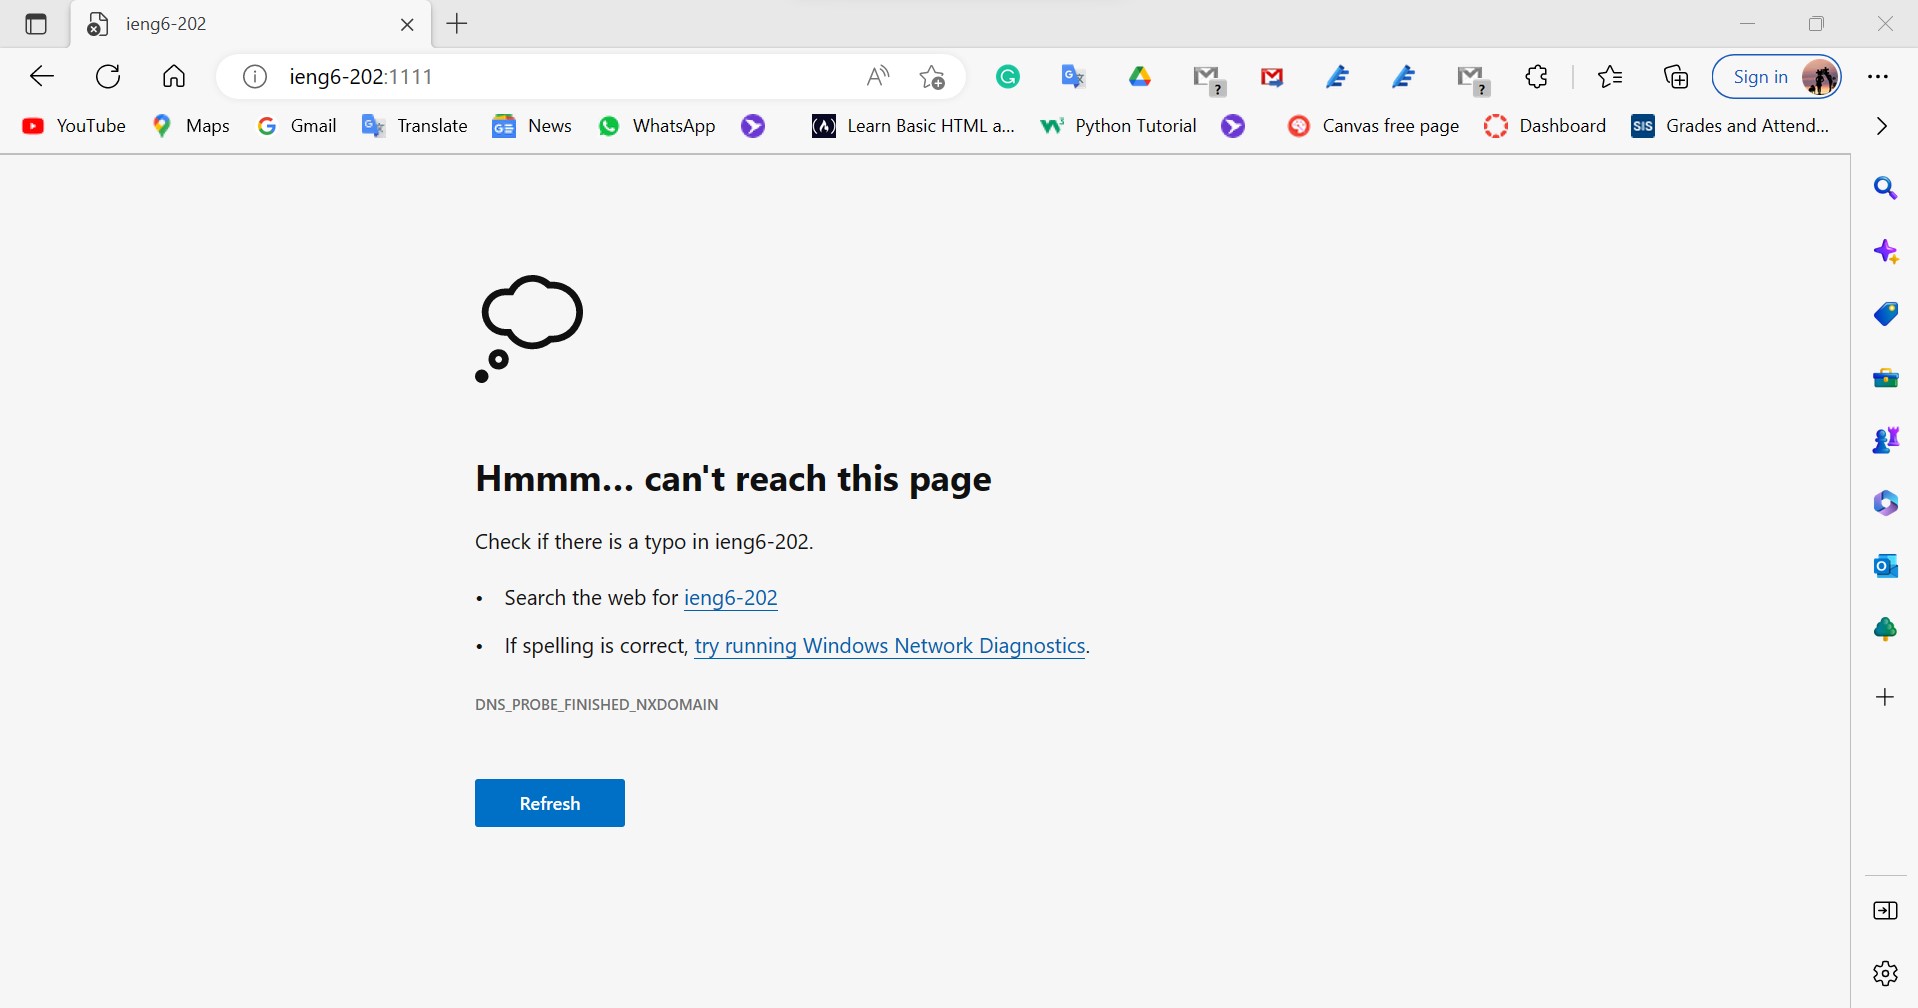 ieng6-202
ieng6-202:1111
Sign in
YouTube Maps Gmail Translate News WhatsApp Learn Basic HTML a... Python Tutorial Canvas free page Dashboard SIS Grades and Attend...
Hmmm... can't reach this page
Check if there is a typo in ieng6-202.
• Search the web for ieng6-202
• If spelling is correct, try running Windows Network Diagnostics.
DNS_PROBE_FINISHED_NXDOMAIN
Refresh